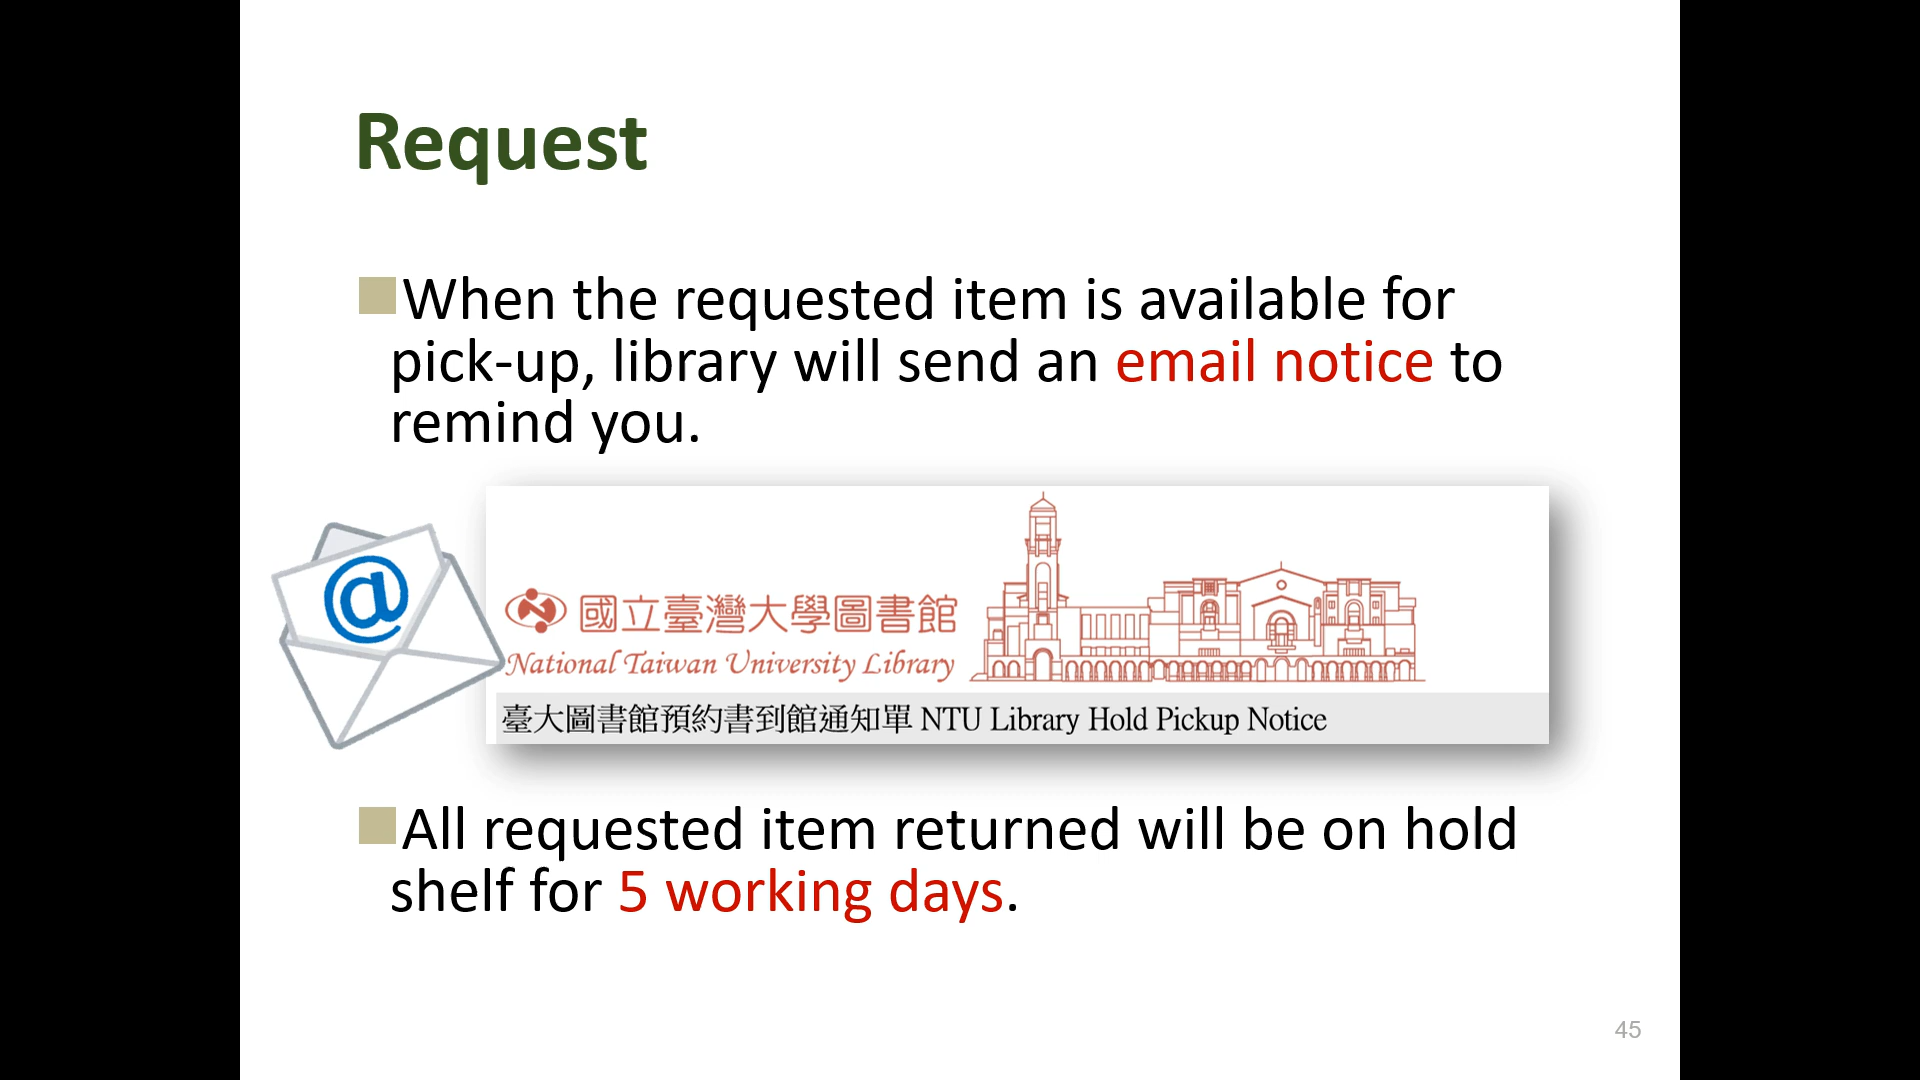 Request
When the requested item is available for
pick-up, library will send an email notice to
remind you.
@
國立臺灣大學圖書館
National Taiwan University Library
臺大圖書館預約書到館通知單 NTU Library Hold Pickup Notice
All requested item returned will be on hold
shelf for 5 working days.
45